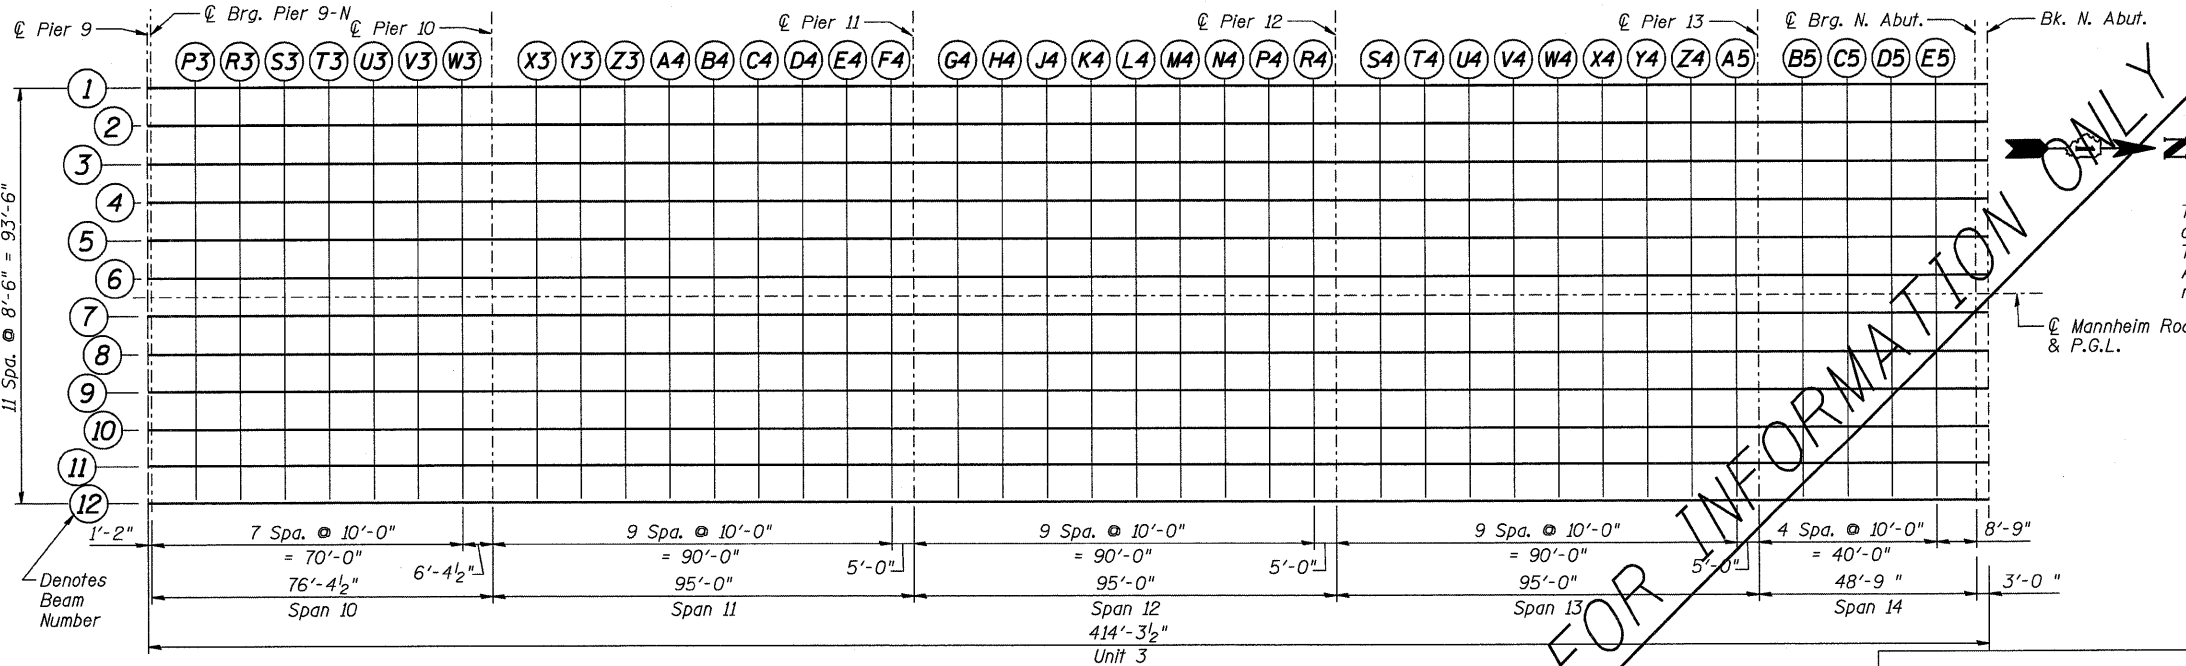 ℄ Pier 9
℄ Brg. Pier 9-N
℄ Pier 10
℄ Pier 11
℄ Pier 12
℄ Pier 13
℄ Brg. N. Abut.
Bk. N. Abut.
P3 R3 S3 T3 U3 V3 W3 X3 Y3 Z3 A4 B4 C4 D4 E4 F4 G4 H4 J4 K4 L4 M4 N4 P4 R4 S4 T4 U4 V4 W4 X4 Y4 Z4 A5 B5 C5 D5 E5
1
2
3
4
5
6
7
8
9
10
11
12
11 Spa. @ 8'-6" = 93'-6"
N
℄ Mannheim
& P.G.L.
FOR INFORMATION ONLY
1'-2"
7 Spa. @ 10'-0"
= 70'-0"
6'-4½"
76'-4½"
Span 10
9 Spa. @ 10'-0"
= 90'-0"
5'-0"
95'-0"
Span 11
9 Spa. @ 10'-0"
= 90'-0"
5'-0"
95'-0"
Span 12
9 Spa. @ 10'-0"
= 90'-0"
5'-0"
95'-0"
Span 13
4 Spa. @ 10'-0"
= 40'-0"
8'-9"
48'-9 "
Span 14
3'-0 "
Denotes
Beam
Number
414'-3½"
Unit 3